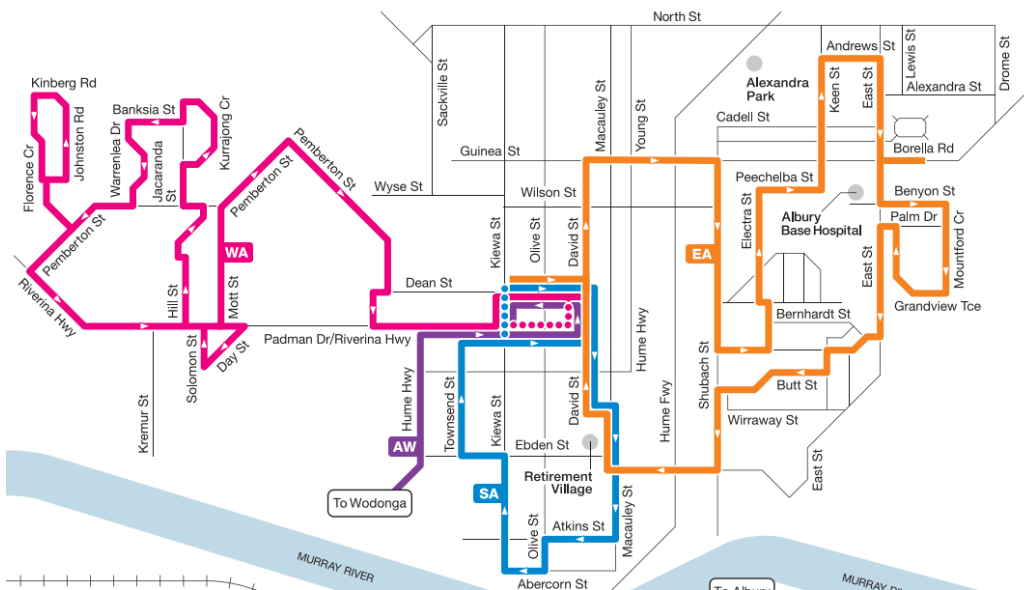 North St
Andrews St
Lewis St
Drome St
Kinberg Rd
Alexandra
Park
Keen St
East St
Alexandra St
Sackville St
Macauley St
Young St
Banksia St
Kurrajong Cr
Johnston Rd
Cadell St
Florence Cr
Warrenlea Dr
Jacaranda
St
Pemberton St
Pemberton St
Guinea St
Borella Rd
Wyse St
Wilson St
Peechelba St
Benyon St
Palm Dr
Albury
Base Hospital
Pemberton St
Kiewa St
Olive St
David St
Electra St
East St
Mountford Cr
WA
EA
Riverina Hwy
Hill St
Mott St
Dean St
Grandview Tce
Bernhardt St
Padman Dr/Riverina Hwy
Hume Hwy
Solomon St
Day St
Shubach St
Butt St
Kremur St
Hume Hwy
Townsend St
Kiewa St
David St
Hume Fwy
Wirraway St
AW
Ebden St
East St
Retirement
Village
SA
To Wodonga
Olive St
Atkins St
Macauley St
MURRAY RIVER
Abercorn St
To Albury
MURRAY